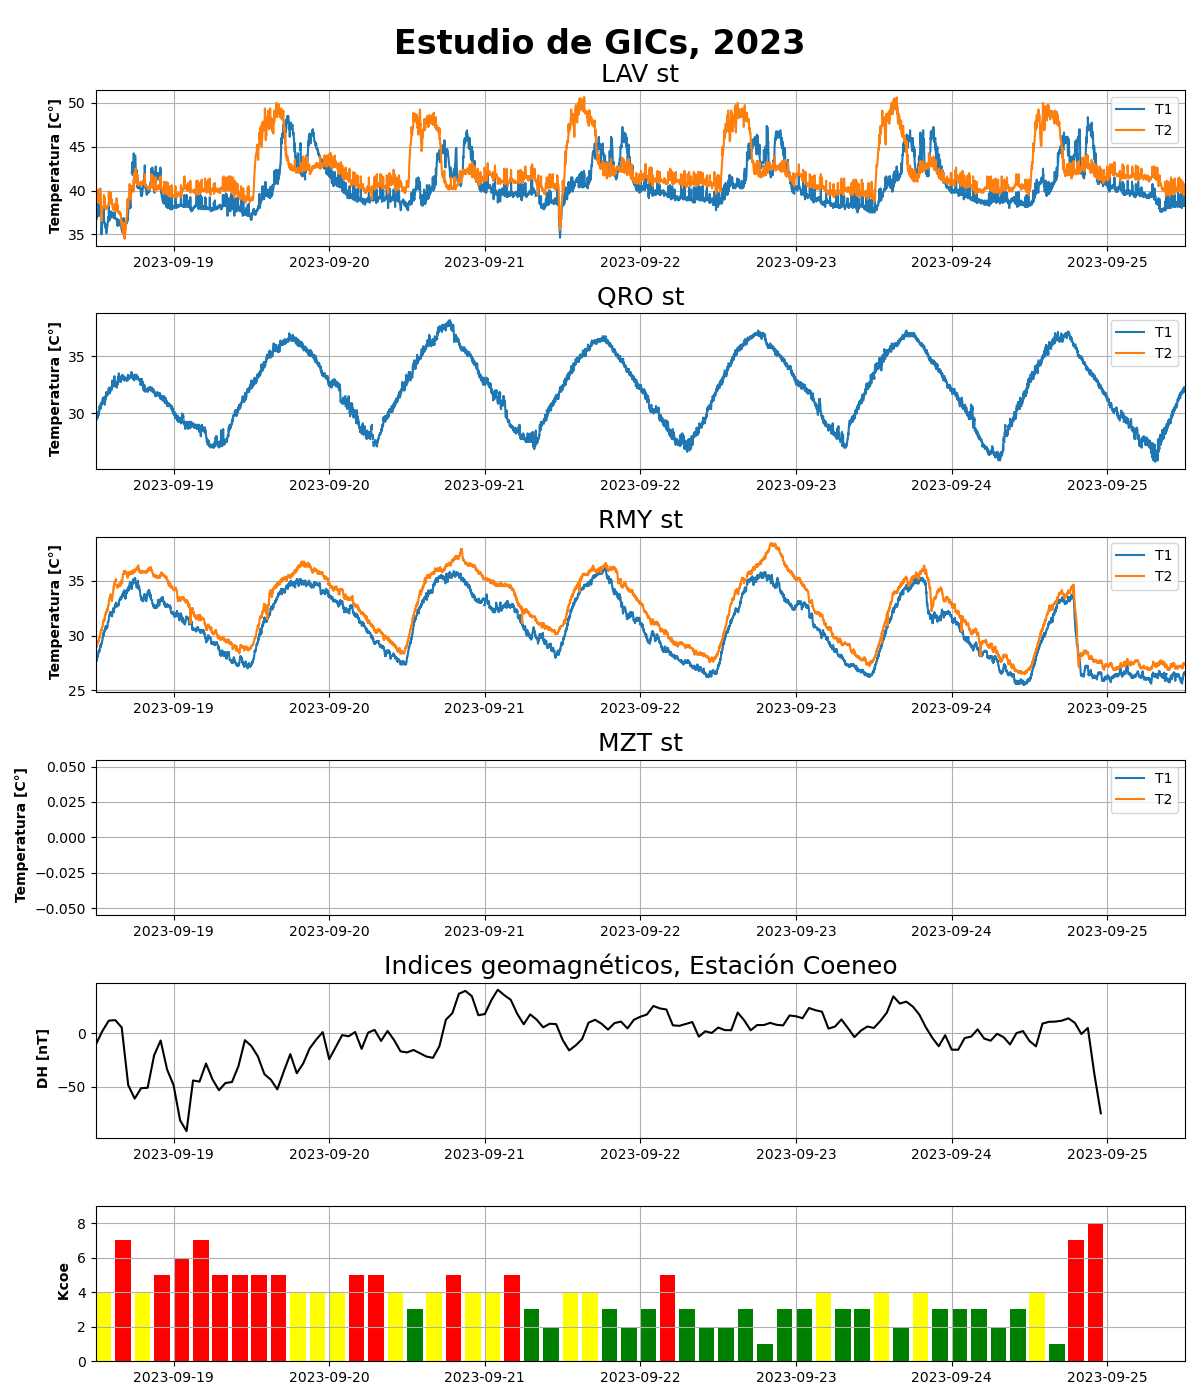 Estudio de GICs, 2023
LAV st
Temperatura [C°]
50
45
40
35
T1
T2
2023-09-19 2023-09-20 2023-09-21 2023-09-22 2023-09-23 2023-09-24 2023-09-25
QRO st
Temperatura [C°]
35
30
T1
T2
2023-09-19 2023-09-20 2023-09-21 2023-09-22 2023-09-23 2023-09-24 2023-09-25
RMY st
Temperatura [C°]
35
30
25
T1
T2
2023-09-19 2023-09-20 2023-09-21 2023-09-22 2023-09-23 2023-09-24 2023-09-25
MZT st
Temperatura [C°]
0.050
0.025
0.000
−0.025
−0.050
T1
T2
2023-09-19 2023-09-20 2023-09-21 2023-09-22 2023-09-23 2023-09-24 2023-09-25
Indices geomagnéticos, Estación Coeneo
DH [nT]
0
−50
2023-09-19 2023-09-20 2023-09-21 2023-09-22 2023-09-23 2023-09-24 2023-09-25
Kcoe
8
6
4
2
0
2023-09-19 2023-09-20 2023-09-21 2023-09-22 2023-09-23 2023-09-24 2023-09-25